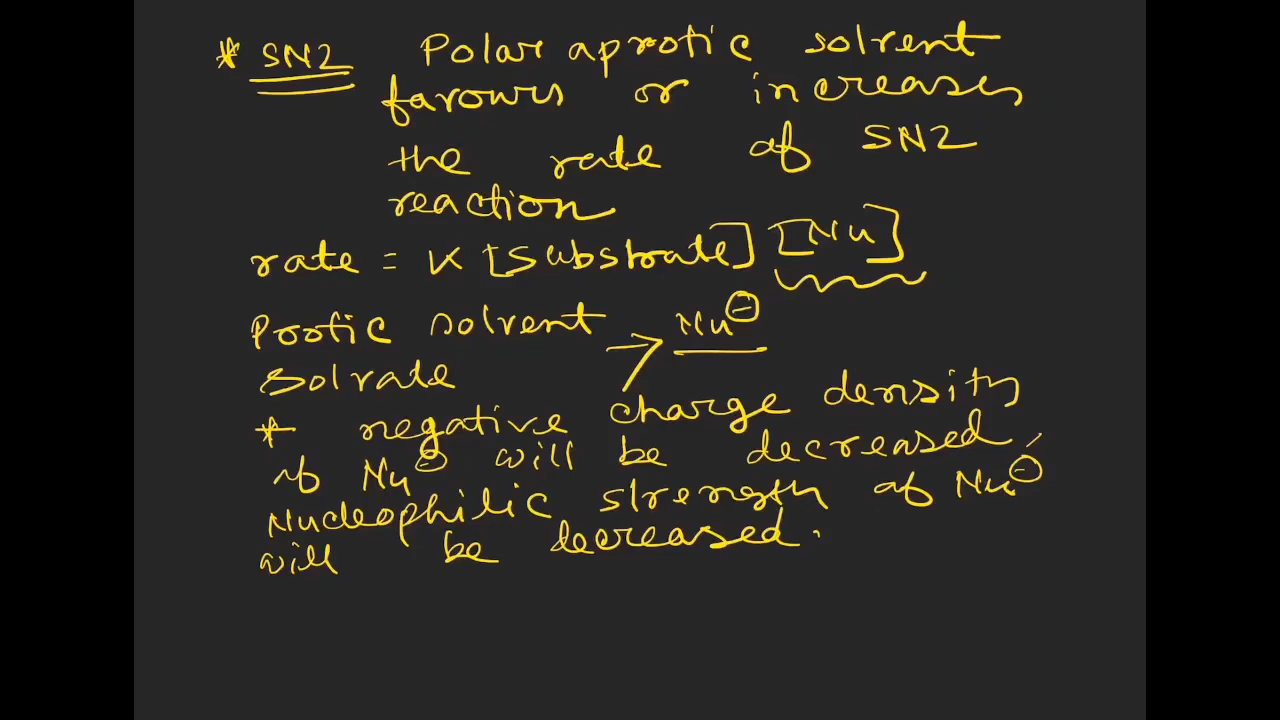 * SN2 Polar aprotic solvent
favours or increases
the rate of SN2
reaction
rate = K [Substrate] [Nu]
Protic solvent → Nu⊖
solvate
* negative charge density
of Nu⊖ will be decreased,
Nucleophilic strength of Nu⊖
will be decreased.